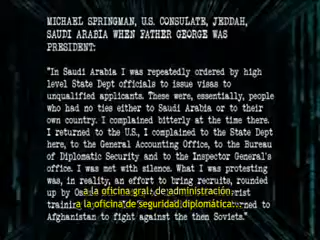 MICHAEL SPRINGMAN, U.S. CONSULATE, JEDDAH,
SAUDI ARABIA WHEN FATHER GEORGE WAS
PRESIDENT:
"In Saudi Arabia I was repeatedly ordered by high
level State Dept officials to issue visas to
unqualified applicants. These were, essentially, people
who had no ties either to Saudi Arabia or to their
own country. I complained bitterly at the time there.
I returned to the U.S., I complained to the State Dept
here, to the General Accounting Office, to the Bureau
of Diplomatic Security and to the Inspector General's
office. I was met with silence. What I was protesting
was, in reality, an effort to bring recruits, rounded
up by
a la oficina gral. de administración,
a la oficina de seguridad diplomática...
Afghanistan to fight against the then Soviets."